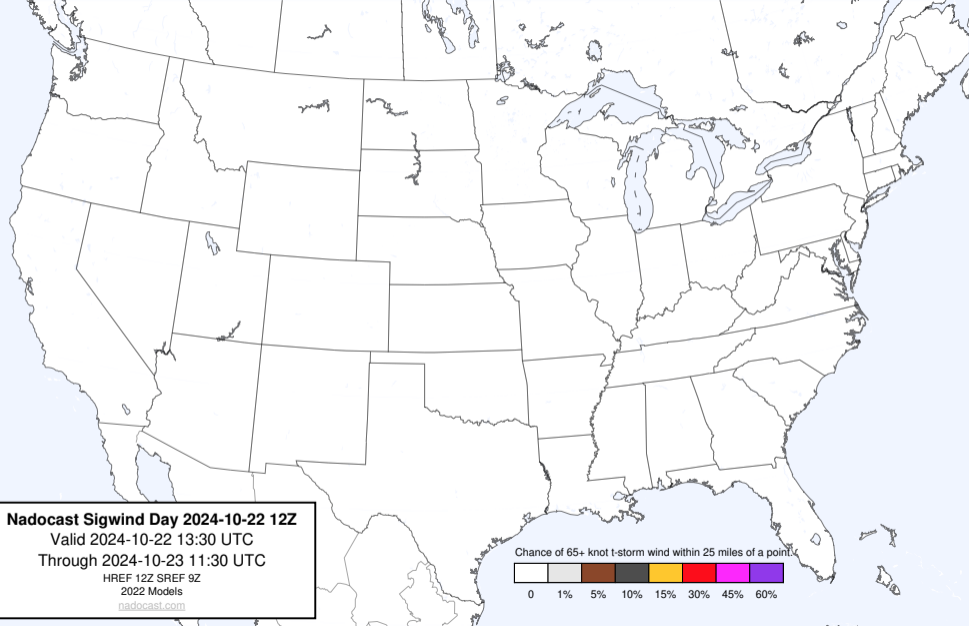 Nadocast Sigwind Day 2024-10-22 12Z
Valid 2024-10-22 13:30 UTC
Through 2024-10-23 11:30 UTC
HREF 12Z SREF 9Z
2022 Models
nadocast.com
Chance of 65+ knot t-storm wind within 25 miles of a point.
0 1% 5% 10% 15% 30% 45% 60%